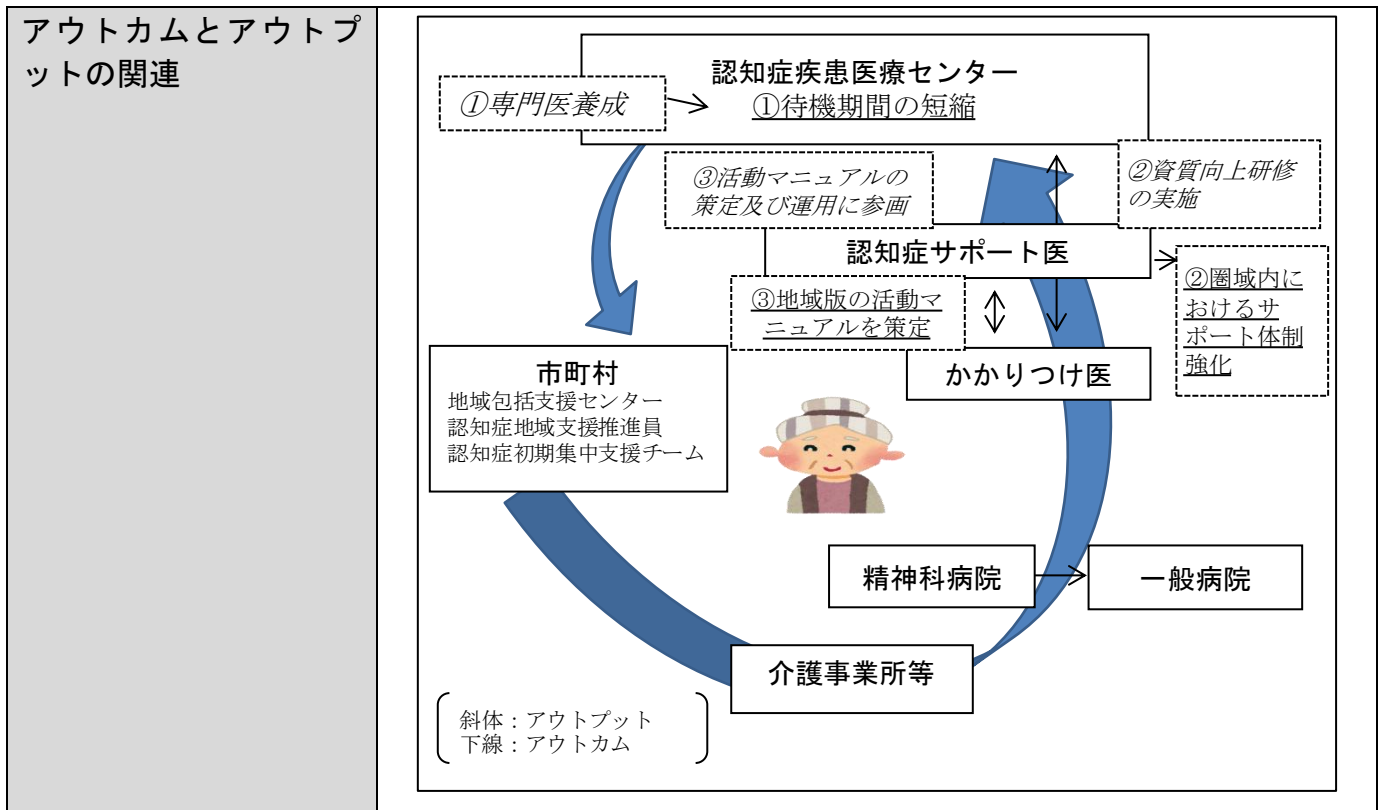 アウトカムとアウトプ
ットの関連
認知症疾患医療センター
①専門医養成
①待機期間の短縮
③活動マニュアルの
策定及び運用に参画
②資質向上研修
の実施
認知症サポート医
③地域版の活動マ
ニュアルを策定
②圏域内に
おけるサ
ポート体制
強化
かかりつけ医
市町村
地域包括支援センター
認知症地域支援推進員
認知症初期集中支援チーム
精神科病院
一般病院
介護事業所等
斜体：アウトプット
下線：アウトカム